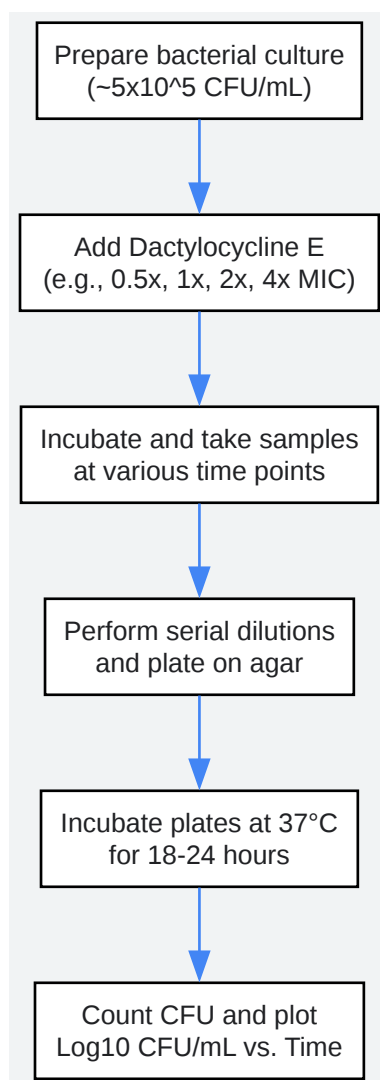 Prepare bacterial culture
(~5x10^5 CFU/mL)
Add Dactylocycline E
(e.g., 0.5x, 1x, 2x, 4x MIC)
Incubate and take samples
at various time points
Perform serial dilutions
and plate on agar
Incubate plates at 37°C
for 18-24 hours
Count CFU and plot
Log10 CFU/mL vs. Time